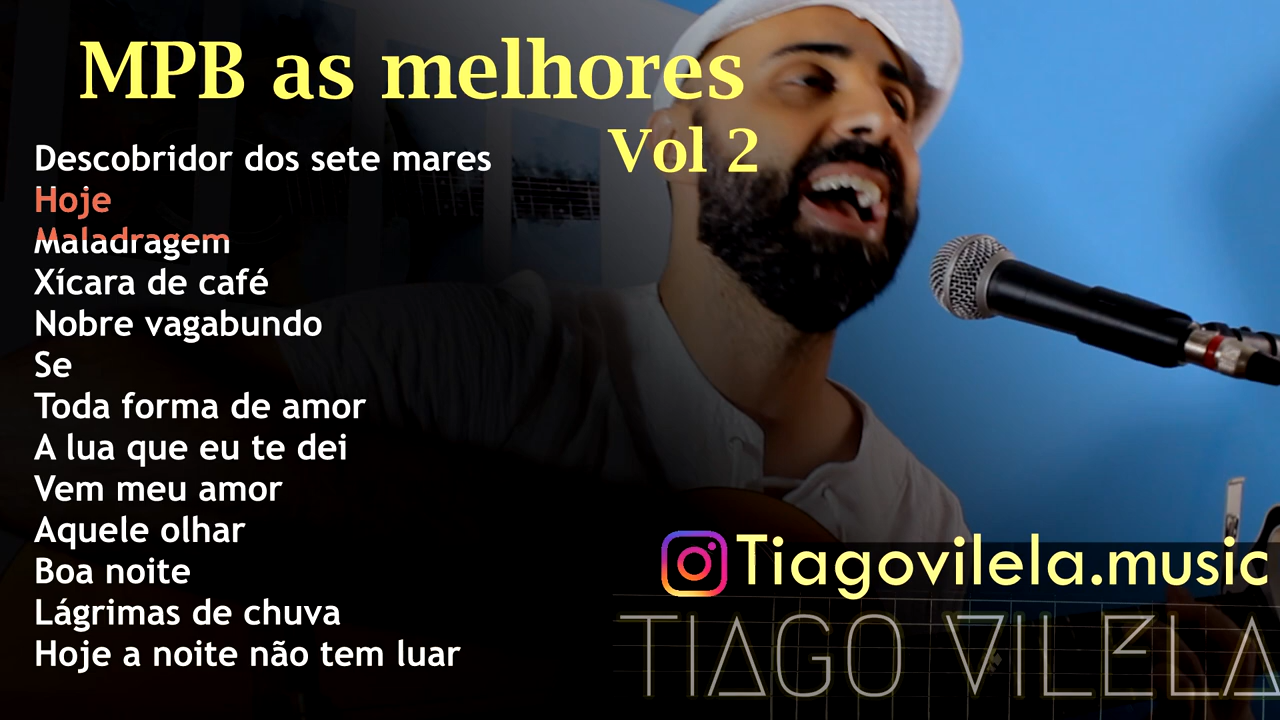 MPB as melhores
Vol 2
Descobridor dos sete mares
Hoje
Maladragem
Xícara de café
Nobre vagabundo
Se
Toda forma de amor
A lua que eu te dei
Vem meu amor
Aquele olhar
Boa noite
Lágrimas de chuva
Hoje a noite não tem luar
Tiagovilela.music
TIAGO VILELA